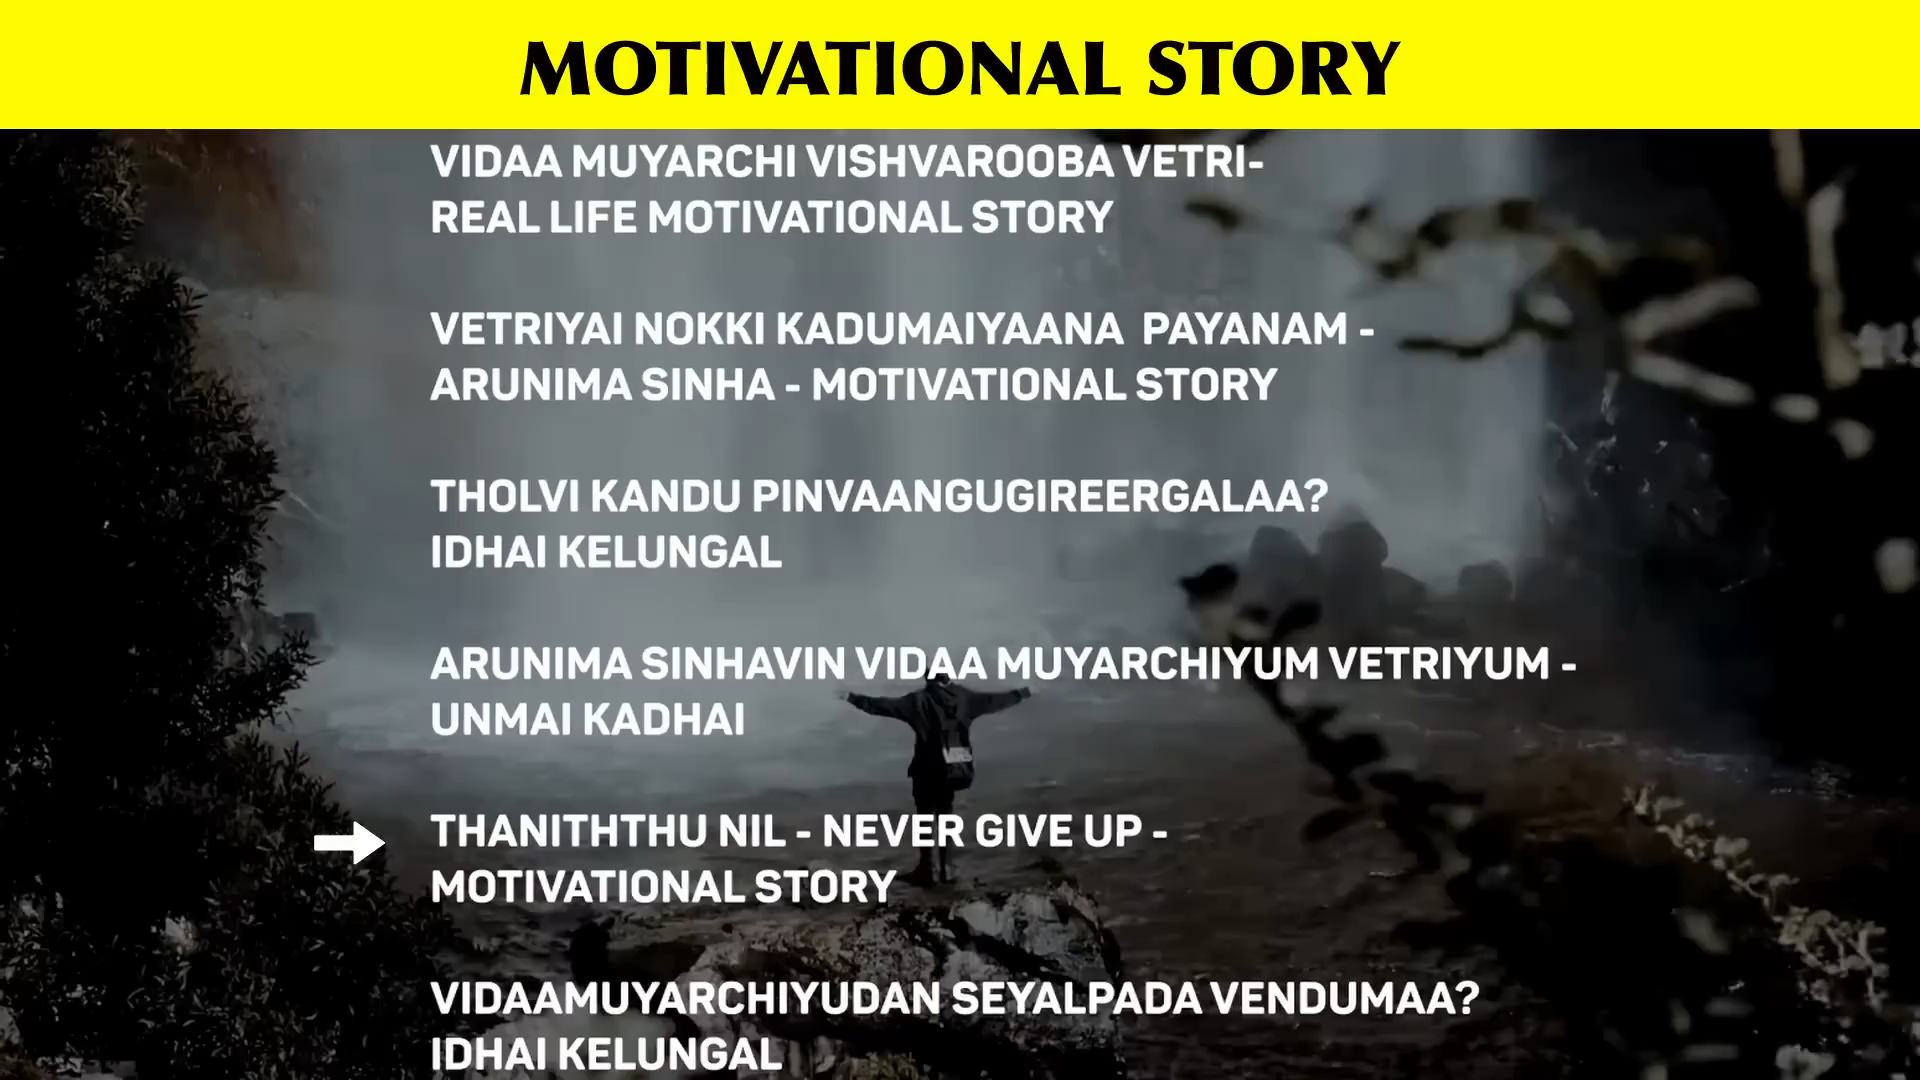 MOTIVATIONAL STORY
VIDAA MUYARCHI VISHVAROOBA VETRI-
REAL LIFE MOTIVATIONAL STORY
VETRIYAI NOKKI KADUMAIYAANA PAYANAM -
ARUNIMA SINHA - MOTIVATIONAL STORY
THOLVI KANDU PINVAANGUGIREERGALAA?
IDHAI KELUNGAL
ARUNIMA SINHAVIN VIDAA MUYARCHIYUM VETRIYUM -
UNMAI KADHAI
THANITHTHU NIL - NEVER GIVE UP -
MOTIVATIONAL STORY
VIDAAMUYARCHIYUDAN SEYALPADA VENDUMAA?
IDHAI KELUNGAL